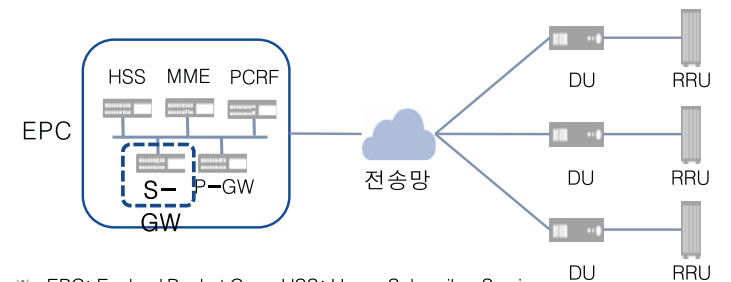 HSS MME PCRF
EPC
S-
GW
P-GW
전송망
DU RRU
DU RRU
DU RRU